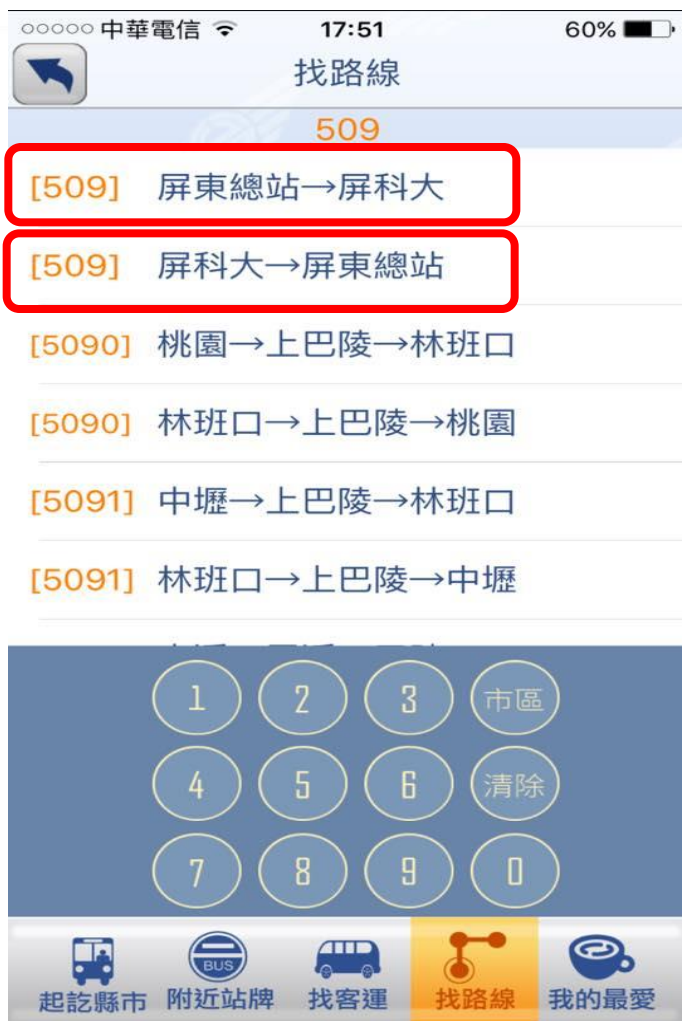 中華電信 17:51 60%
找路線
509
[509] 屏東總站→屏科大
[509] 屏科大→屏東總站
[5090] 桃園→上巴陵→林班口
[5090] 林班口→上巴陵→桃園
[5091] 中壢→上巴陵→林班口
[5091] 林班口→上巴陵→中壢
1 2 3 市區
4 5 6 清除
7 8 9 0
BUS
起訖縣市 附近站牌 找客運 找路線 我的最愛